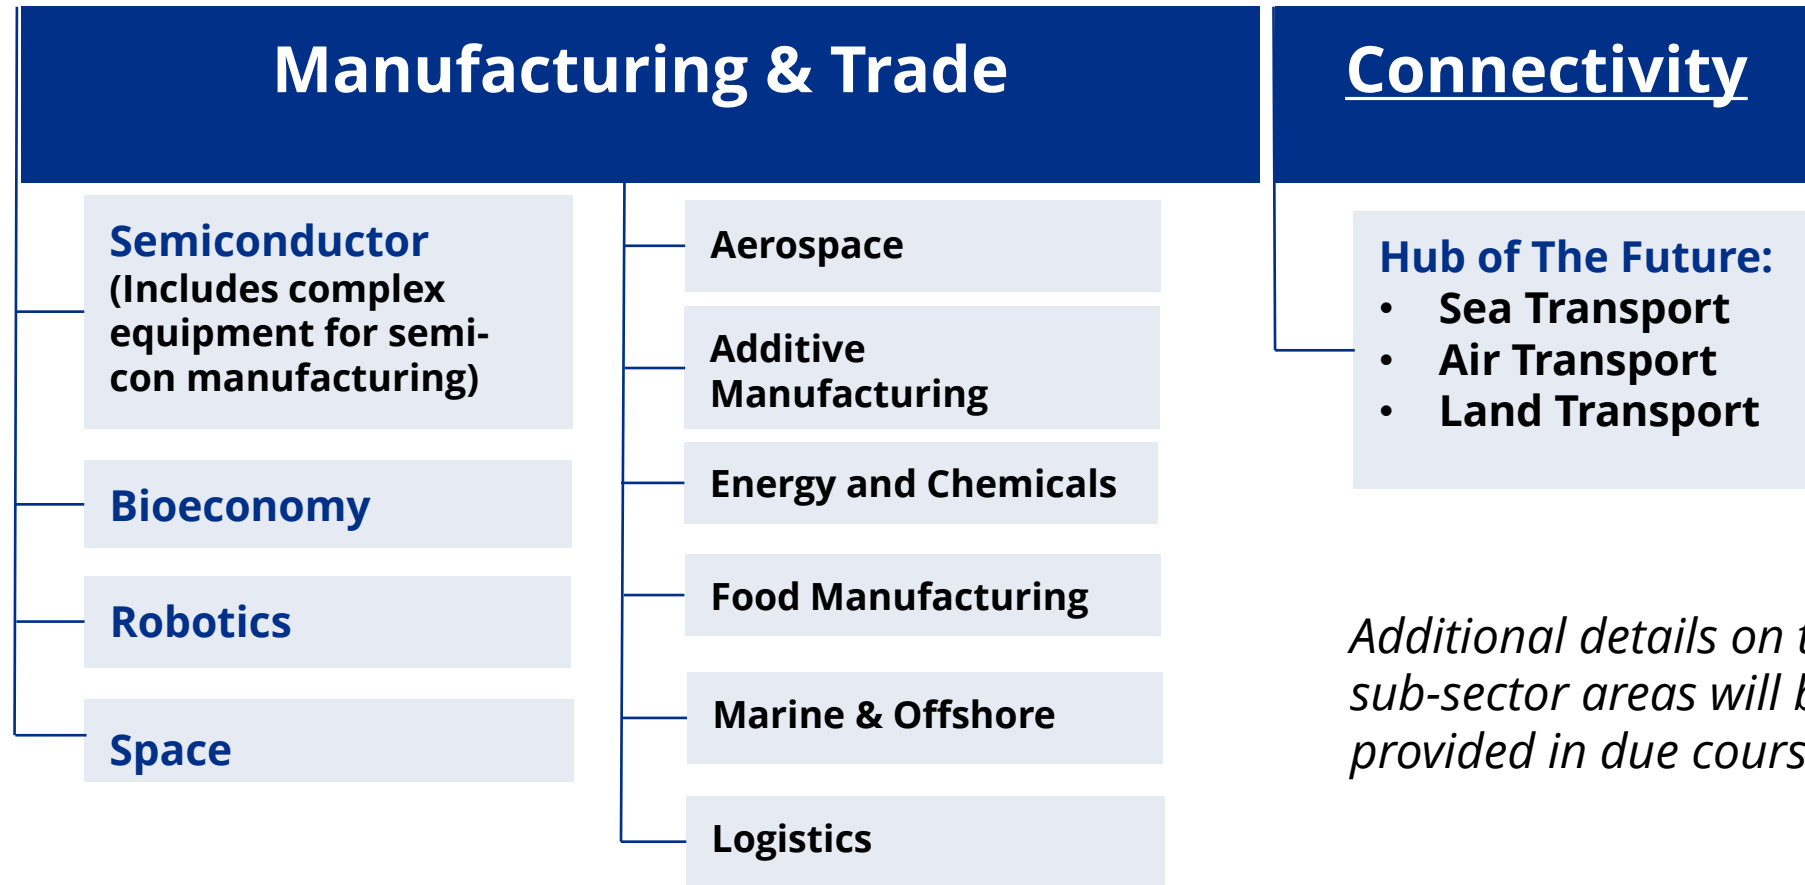 Manufacturing & Trade
Semiconductor
(Includes complex
equipment for semi-
con manufacturing)
Bioeconomy
Robotics
Space
Aerospace
Additive
Manufacturing
Energy and Chemicals
Food Manufacturing
Marine & Offshore
Logistics
Connectivity
Hub of The Future:
• Sea Transport
• Air Transport
• Land Transport
Additional details on
sub-sector areas will
provided in due